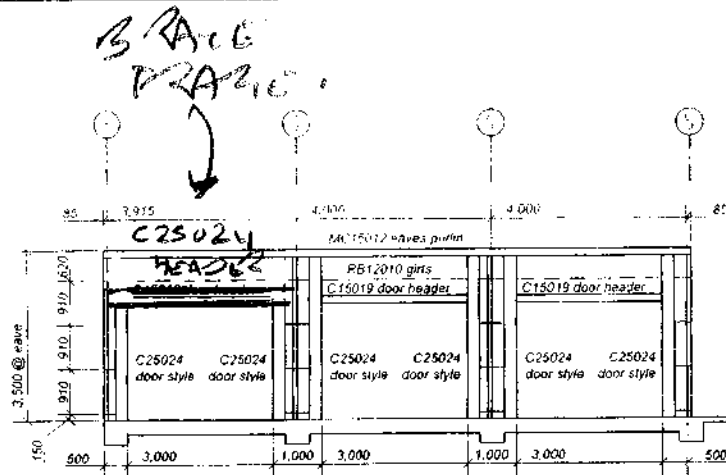 BRACE
FRAME.
85 3,915 4,000 4,000 85
C25024
HEADER
MC15012 eaves purlin
RB12010 girts
C15019 door header C15019 door header
620
910
910
910
3,500 @ eave
150
C25024 C25024 C25024 C25024 C25024 C25024
door style door style door style door style door style door style
500 3,000 1,000 3,000 1,000 3,000 500